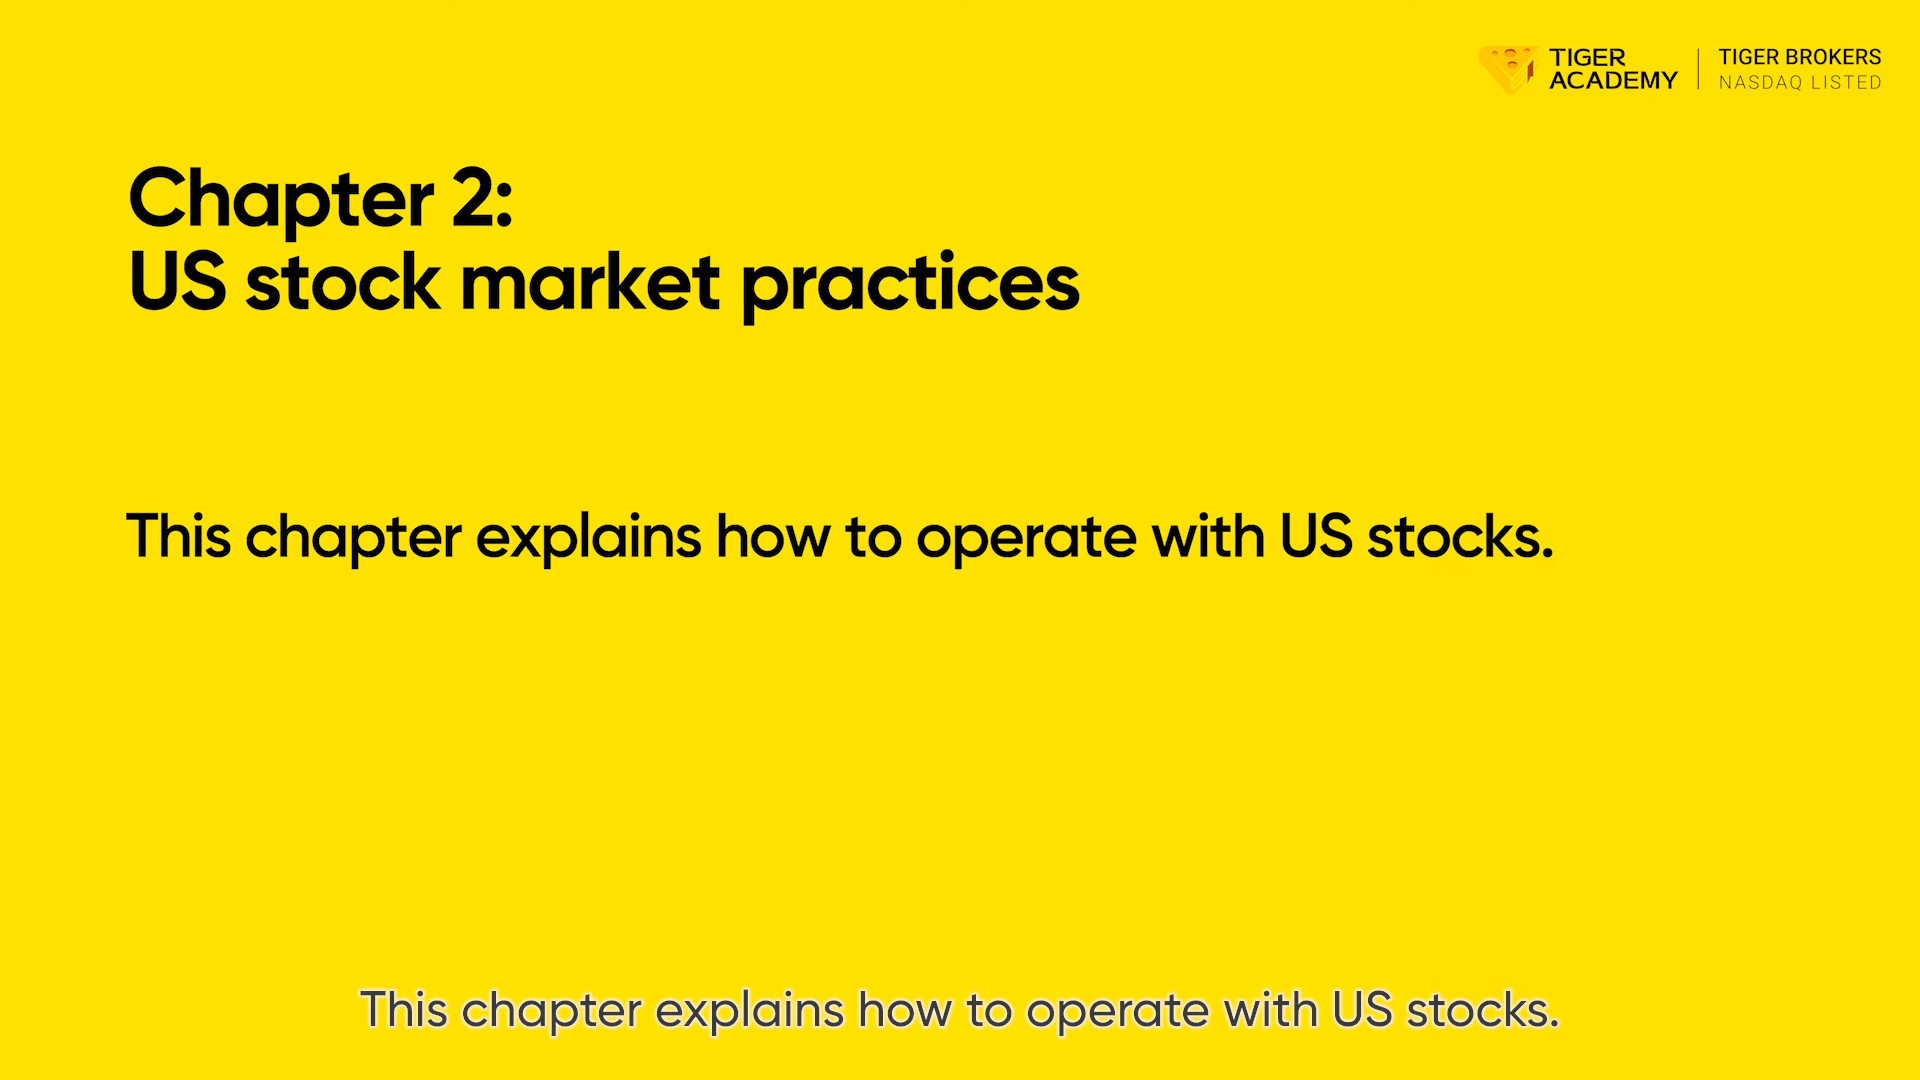 TIGER
ACADEMY
TIGER BROKERS
NASDAQ LISTED
Chapter 2:
US stock market practices
This chapter explains how to operate with US stocks.
This chapter explains how to operate with US stocks.